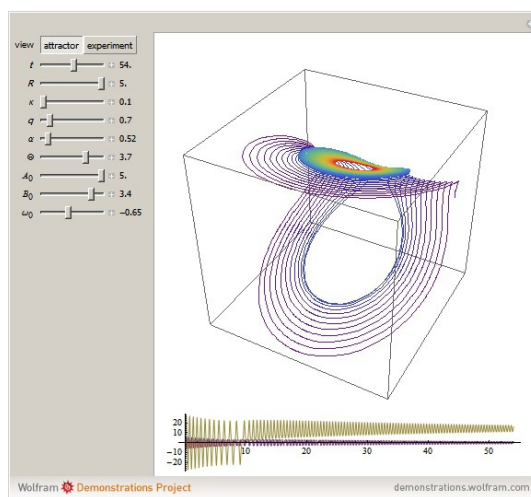 view attractor experiment
t 54.
R 5.
κ 0.1
q 0.7
α 0.52
Θ 3.7
A0 5.
B0 3.4
ω0 −0.65
20
10
−10
−20
10 20 30 40 50
Wolfram Demonstrations Project demonstrations.wolfram.com